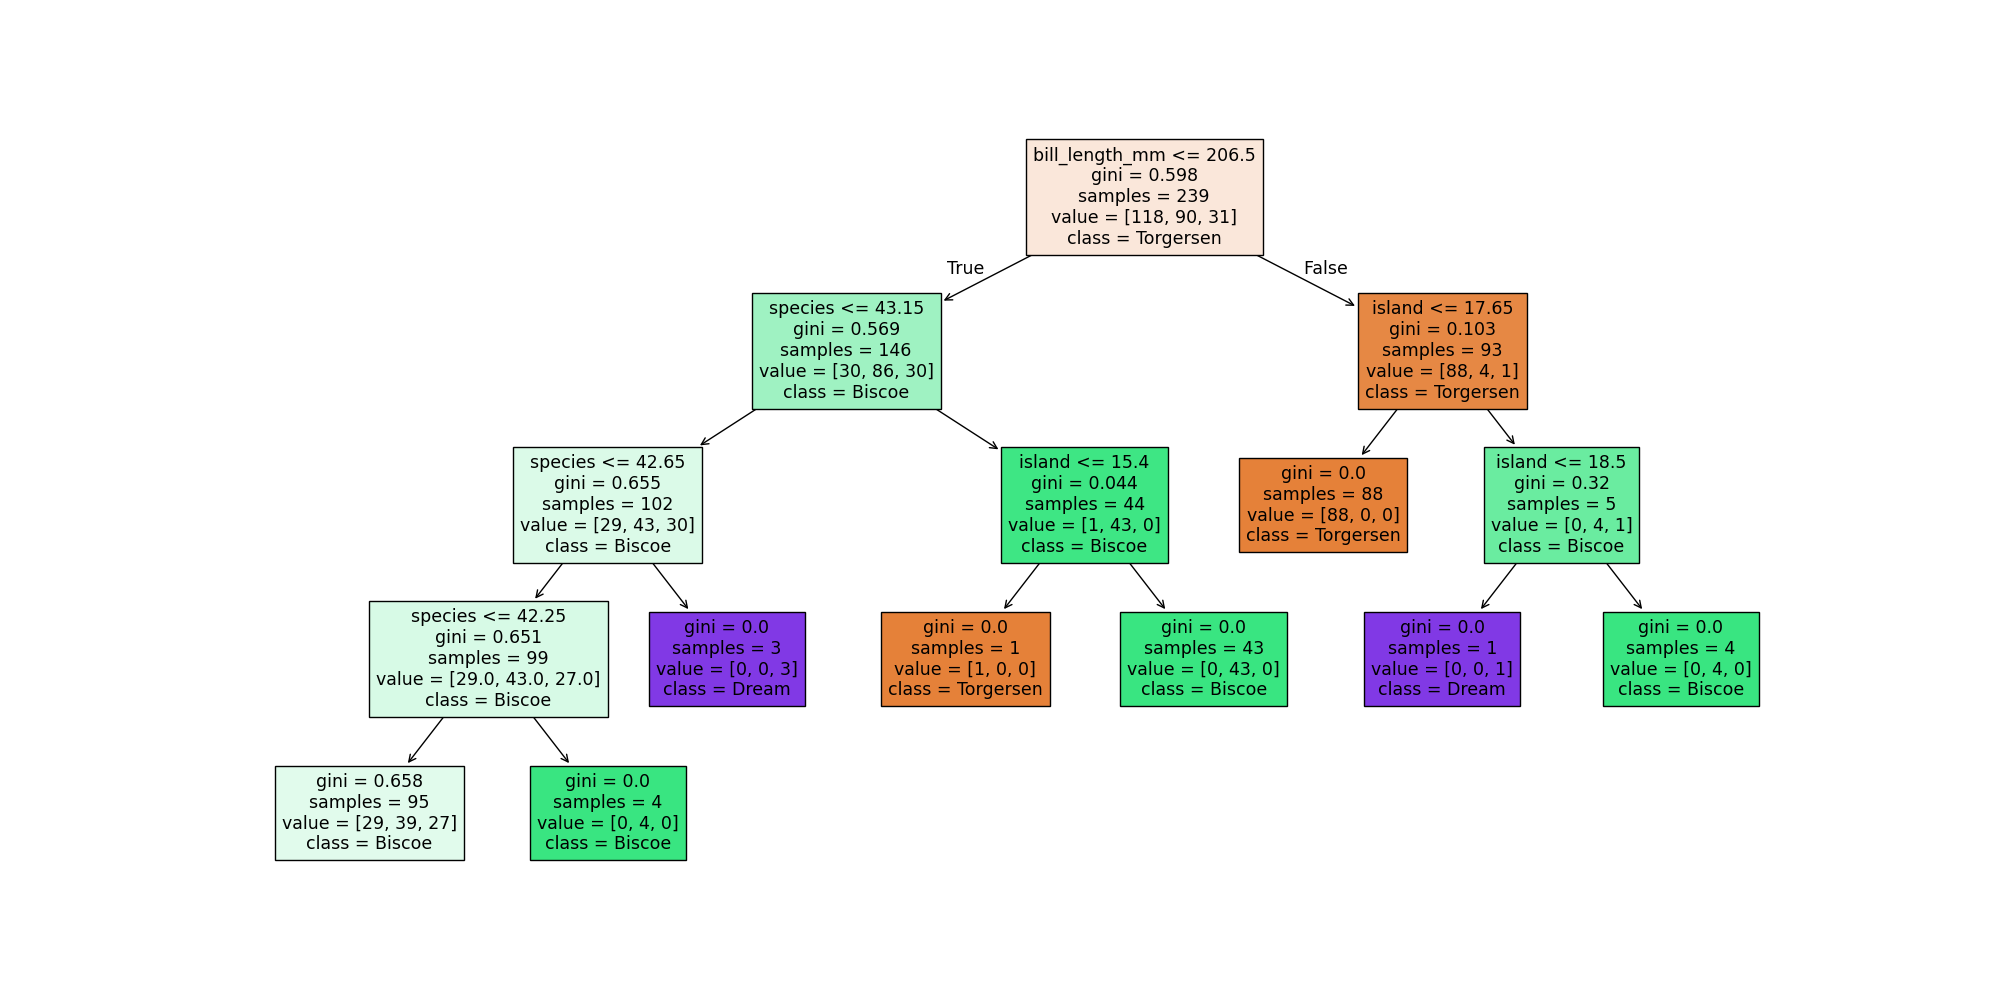 bill_length_mm <= 206.5
gini = 0.598
samples = 239
value = [118, 90, 31]
class = Torgersen
True
False
species <= 43.15
gini = 0.569
samples = 146
value = [30, 86, 30]
class = Biscoe
island <= 17.65
gini = 0.103
samples = 93
value = [88, 4, 1]
class = Torgersen
species <= 42.65
gini = 0.655
samples = 102
value = [29, 43, 30]
class = Biscoe
island <= 15.4
gini = 0.044
samples = 44
value = [1, 43, 0]
class = Biscoe
gini = 0.0
samples = 88
value = [88, 0, 0]
class = Torgersen
island <= 18.5
gini = 0.32
samples = 5
value = [0, 4, 1]
class = Biscoe
species <= 42.25
gini = 0.651
samples = 99
value = [29.0, 43.0, 27.0]
class = Biscoe
gini = 0.0
samples = 3
value = [0, 0, 3]
class = Dream
gini = 0.0
samples = 1
value = [1, 0, 0]
class = Torgersen
gini = 0.0
samples = 43
value = [0, 43, 0]
class = Biscoe
gini = 0.0
samples = 1
value = [0, 0, 1]
class = Dream
gini = 0.0
samples = 4
value = [0, 4, 0]
class = Biscoe
gini = 0.658
samples = 95
value = [29, 39, 27]
class = Biscoe
gini = 0.0
samples = 4
value = [0, 4, 0]
class = Biscoe